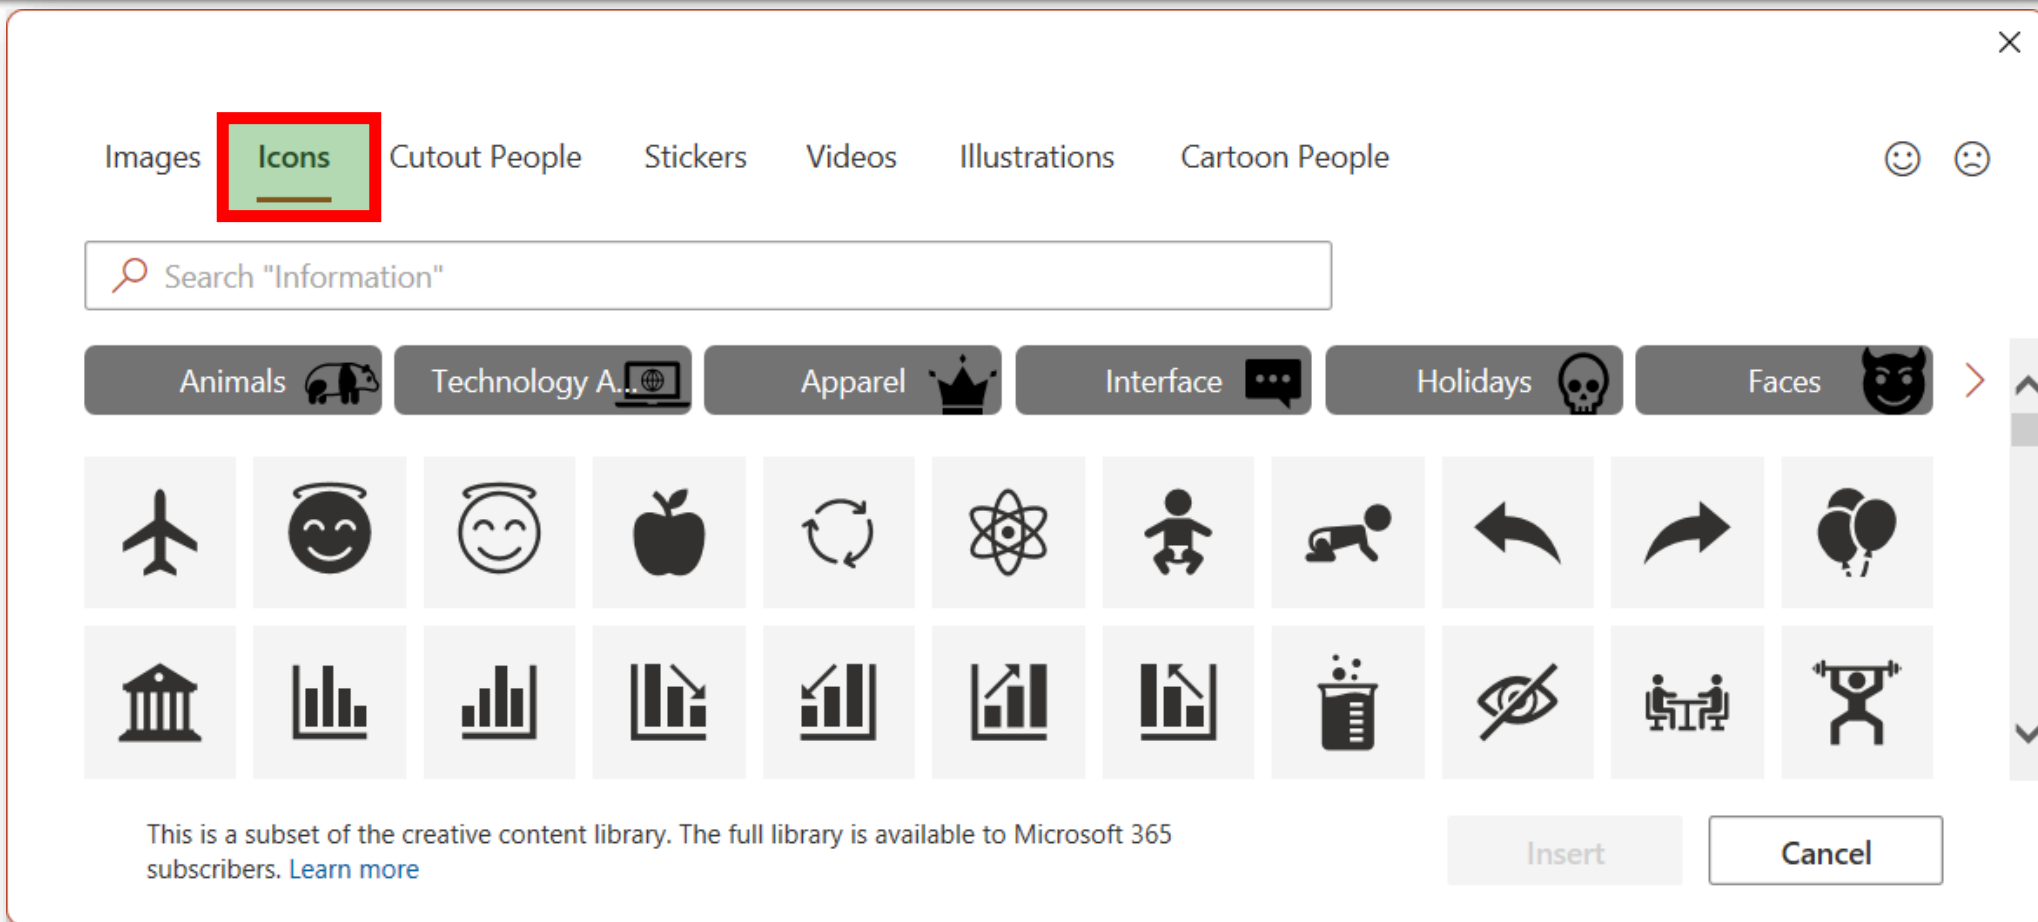 Images Icons Cutout People Stickers Videos Illustrations Cartoon People
Search "Information"
Animals Technology A... Apparel Interface Holidays Faces
This is a subset of the creative content library. The full library is available to Microsoft 365
subscribers. Learn more
Insert Cancel